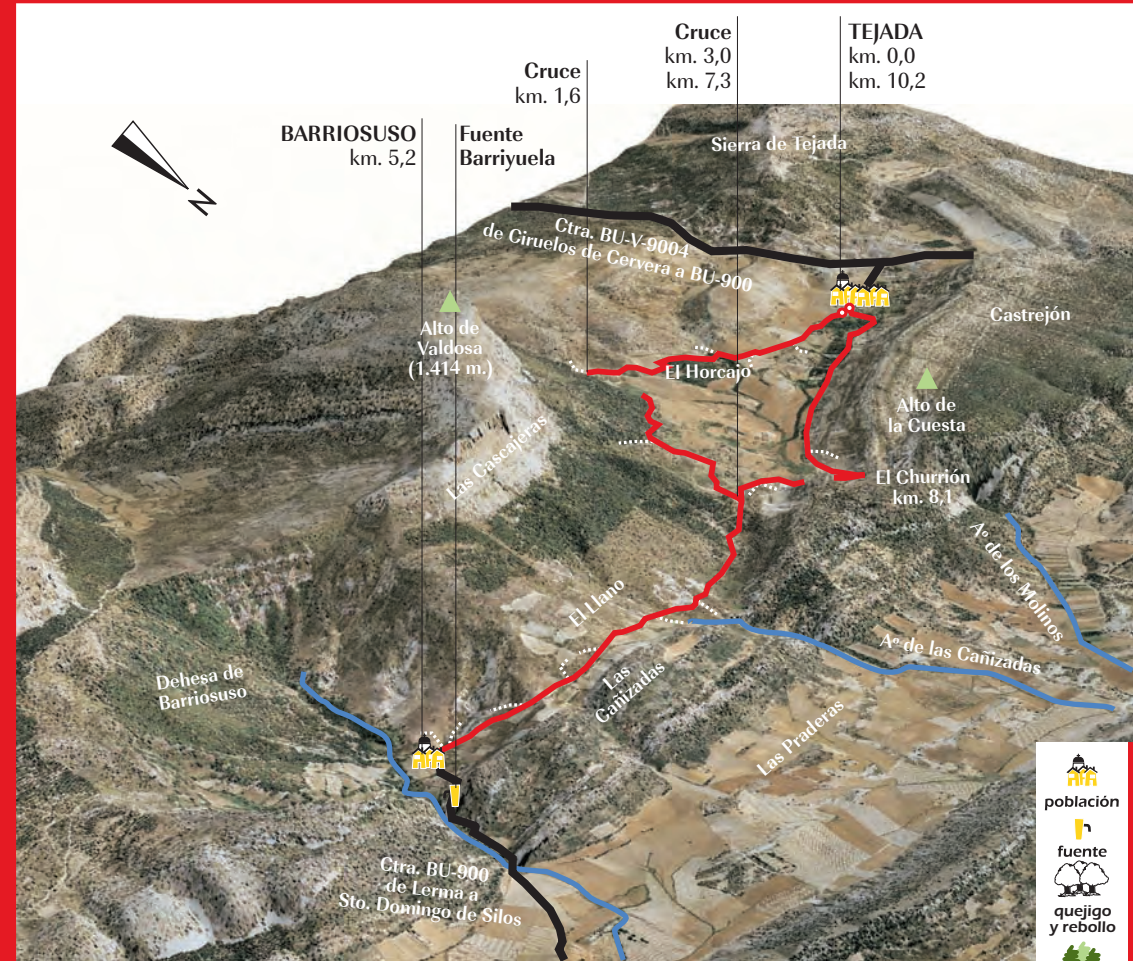 Cruce
km. 3,0
km. 7,3
TEJADA
km. 0,0
km. 10,2
Cruce
km. 1,6
BARRIOSUSO
km. 5,2
Fuente
Barriyuela
N
Sierra de Tejada
Ctra. BU-V-9004
de Ciruelos de Cervera a BU-900
Castrejón
Alto de
Valdosa
(1.414 m.)
El Horcajo
Alto de
la Cuesta
Las Cascajeras
El Churrión
km. 8,1
Aº de los Molinos
El Llano
Aº de las Cañizadas
Las
Cañizadas
Dehesa de
Barriosuso
Las Praderas
Ctra. BU-900
de Lerma a
Sto. Domingo de Silos
población
fuente
quejigo
y rebollo